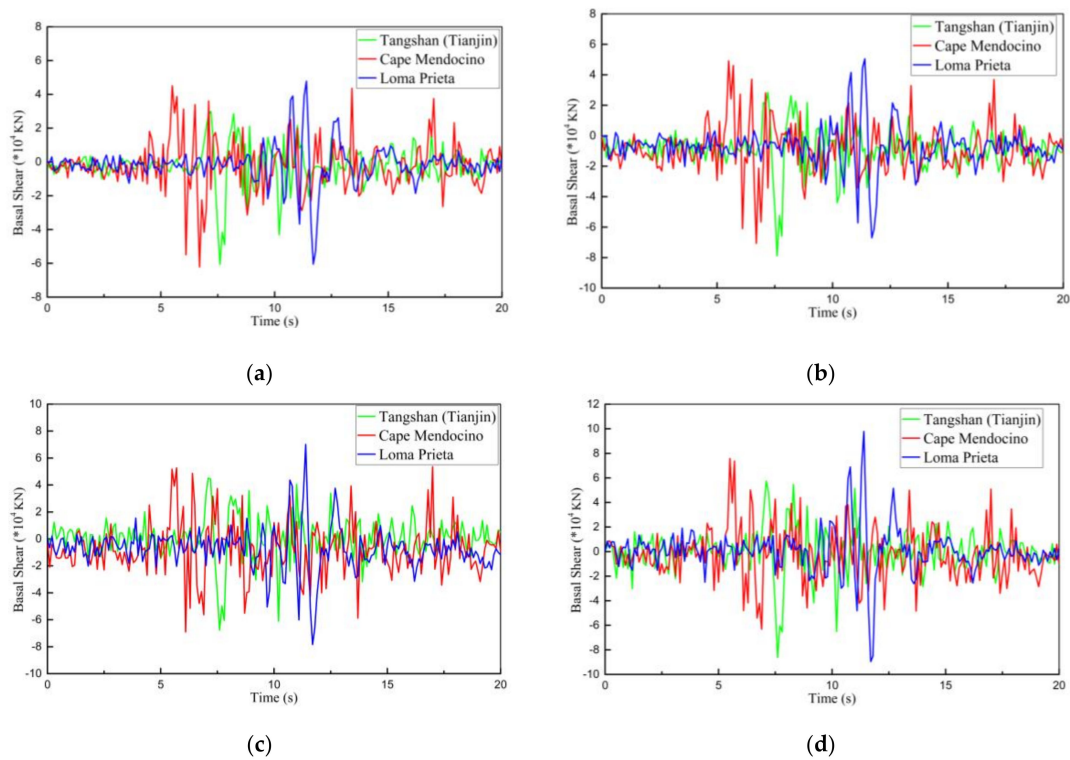 8
6
4
2
0
-2
-4
-6
-8
Basal Shear (*10⁴ KN)
Tangshan (Tianjin)
Cape Mendocino
Loma Prieta
0 5 10 15 20
Time (s)
(a)
8
6
4
2
0
-2
-4
-6
-8
-10
Basal Shear (*10⁴ KN)
Tangshan (Tianjin)
Cape Mendocino
Loma Prieta
0 5 10 15 20
Time (s)
(b)
10
8
6
4
2
0
-2
-4
-6
-8
-10
Basal Shear (*10⁴ KN)
Tangshan (Tianjin)
Cape Mendocino
Loma Prieta
0 5 10 15 20
Time (s)
(c)
12
10
8
6
4
2
0
-2
-4
-6
-8
-10
Basal Shear (*10⁴ KN)
Tangshan (Tianjin)
Cape Mendocino
Loma Prieta
0 5 10 15 20
Time (s)
(d)